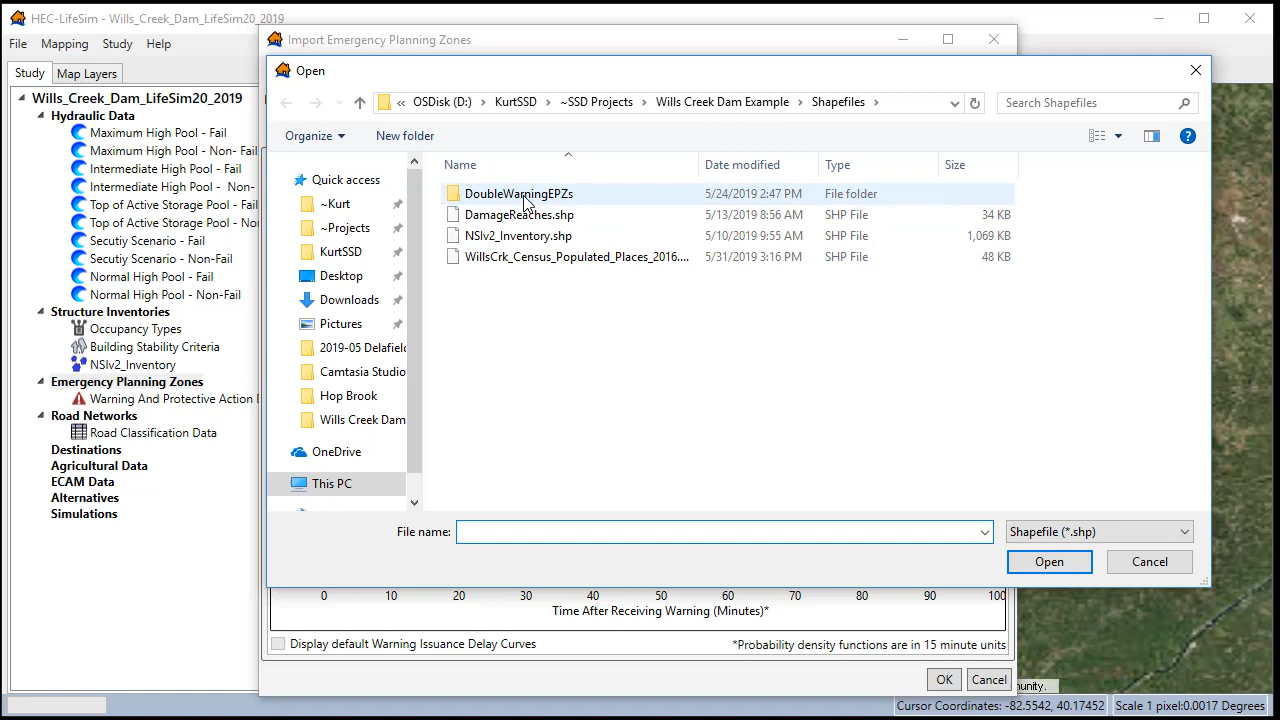 HEC-LifeSim - Wills_Creek_Dam_LifeSim20_2019
File Mapping Study Help
Study Map Layers
Wills_Creek_Dam_LifeSim20_2019
Hydraulic Data
Maximum High Pool - Fail
Maximum High Pool - Non- Fail
Intermediate High Pool - Fail
Intermediate High Pool - Non-
Top of Active Storage Pool - Fail
Top of Active Storage Pool - No
Secutiy Scenario - Fail
Secutiy Scenario - Non-Fail
Normal High Pool - Fail
Normal High Pool - Non-Fail
Structure Inventories
Occupancy Types
Building Stability Criteria
NSIv2_Inventory
Emergency Planning Zones
Warning And Protective Action
Road Networks
Road Classification Data
Destinations
Agricultural Data
ECAM Data
Alternatives
Simulations
Import Emergency Planning Zones
Open
« OSDisk (D:) > KurtSSD > ~SSD Projects > Wills Creek Dam Example > Shapefiles >
Search Shapefiles
Organize New folder
Quick access
~Kurt
~Projects
KurtSSD
Desktop
Downloads
Pictures
2019-05 Delafield
Camtasia Studio
Hop Brook
Wills Creek Dam
OneDrive
This PC
Name Date modified Type Size
DoubleWarningEPZs 5/24/2019 2:47 PM File folder
DamageReaches.shp 5/13/2019 8:56 AM SHP File 34 KB
NSIv2_Inventory.shp 5/10/2019 9:55 AM SHP File 1,069 KB
WillsCrk_Census_Populated_Places_2016.... 5/31/2019 3:16 PM SHP File 48 KB
File name:
Shapefile (*.shp)
Open Cancel
0 10 20 30 40 50 60 70 80 90 100
Time After Receiving Warning (Minutes)*
Display default Warning Issuance Delay Curves
*Probability density functions are in 15 minute units
OK Cancel
Cursor Coordinates: -82.5542, 40.17452
Scale 1 pixel:0.0017 Degrees